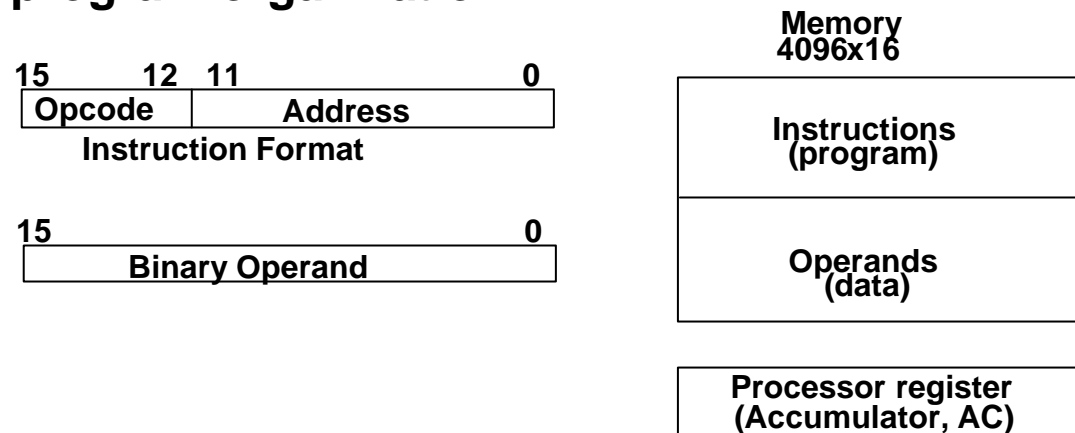 Memory
4096x16
15 12 11 0
Opcode Address
Instruction Format
15 0
Binary Operand
Instructions
(program)
Operands
(data)
Processor register
(Accumulator, AC)